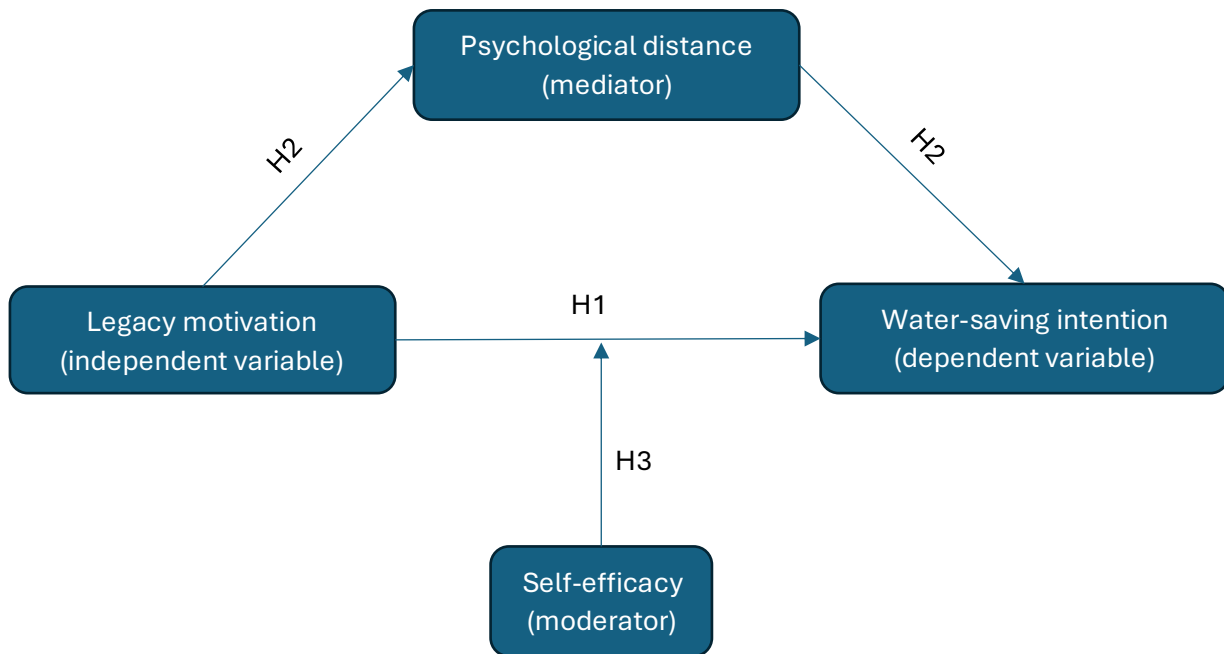 Psychological distance
(mediator)
H2
H2
Legacy motivation
(independent variable)
H1
Water-saving intention
(dependent variable)
H3
Self-efficacy
(moderator)